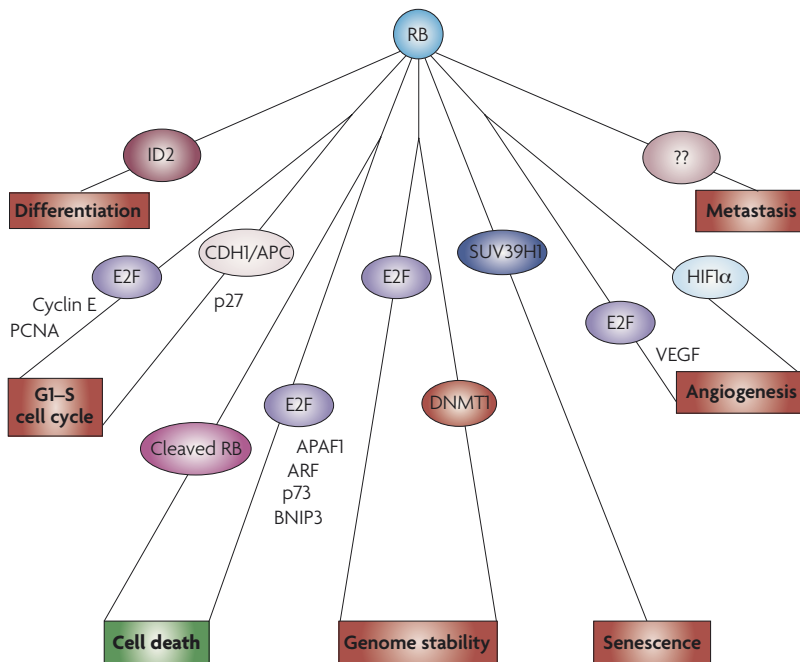 RB
ID2
??
Differentiation
Metastasis
CDH1/APC
SUV39H1
E2F
E2F
HIF1α
Cyclin E
p27
PCNA
E2F
VEGF
G1–S
cell cycle
Angiogenesis
E2F
DNMT1
Cleaved RB
APAF1
ARF
p73
BNIP3
Cell death
Genome stability
Senescence